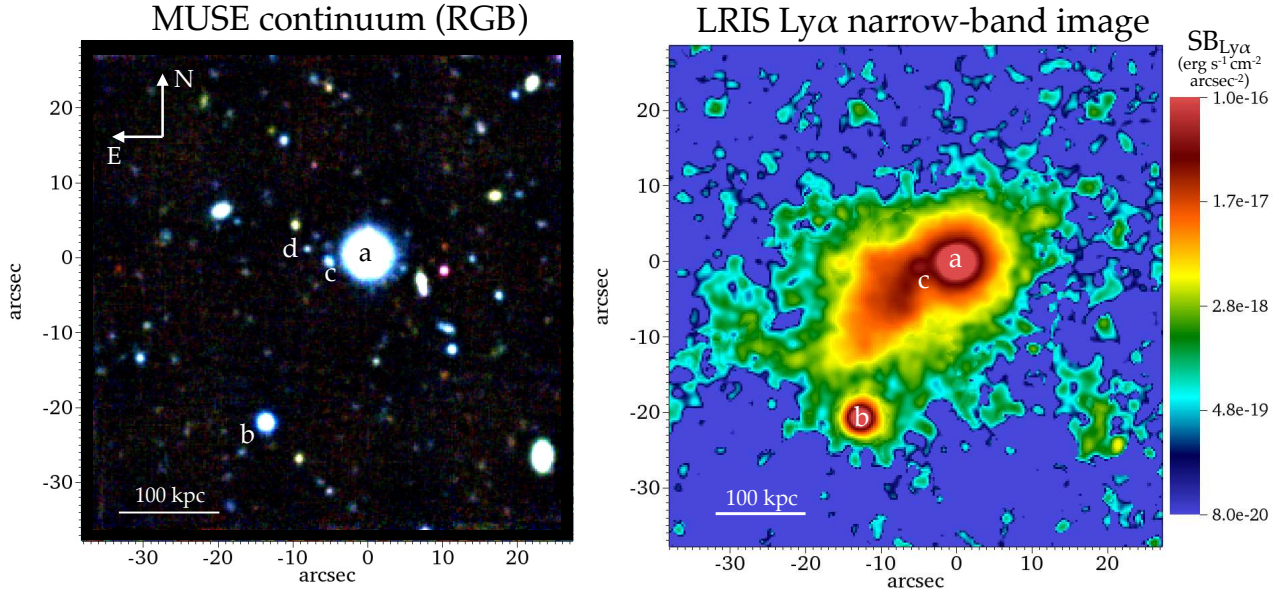 MUSE continuum (RGB)
N
E
a
d
c
b
100 kpc
20
10
0
-10
-20
-30
arcsec
-30
-20
-10
0
10
20
arcsec
LRIS Lyα narrow-band image
a
c
b
100 kpc
20
10
0
-10
-20
-30
arcsec
-30
-20
-10
0
10
20
arcsec
SB Lyα
(erg s⁻¹cm⁻²
arcsec⁻²)
1.0e-16
1.7e-17
2.8e-18
4.8e-19
8.0e-20